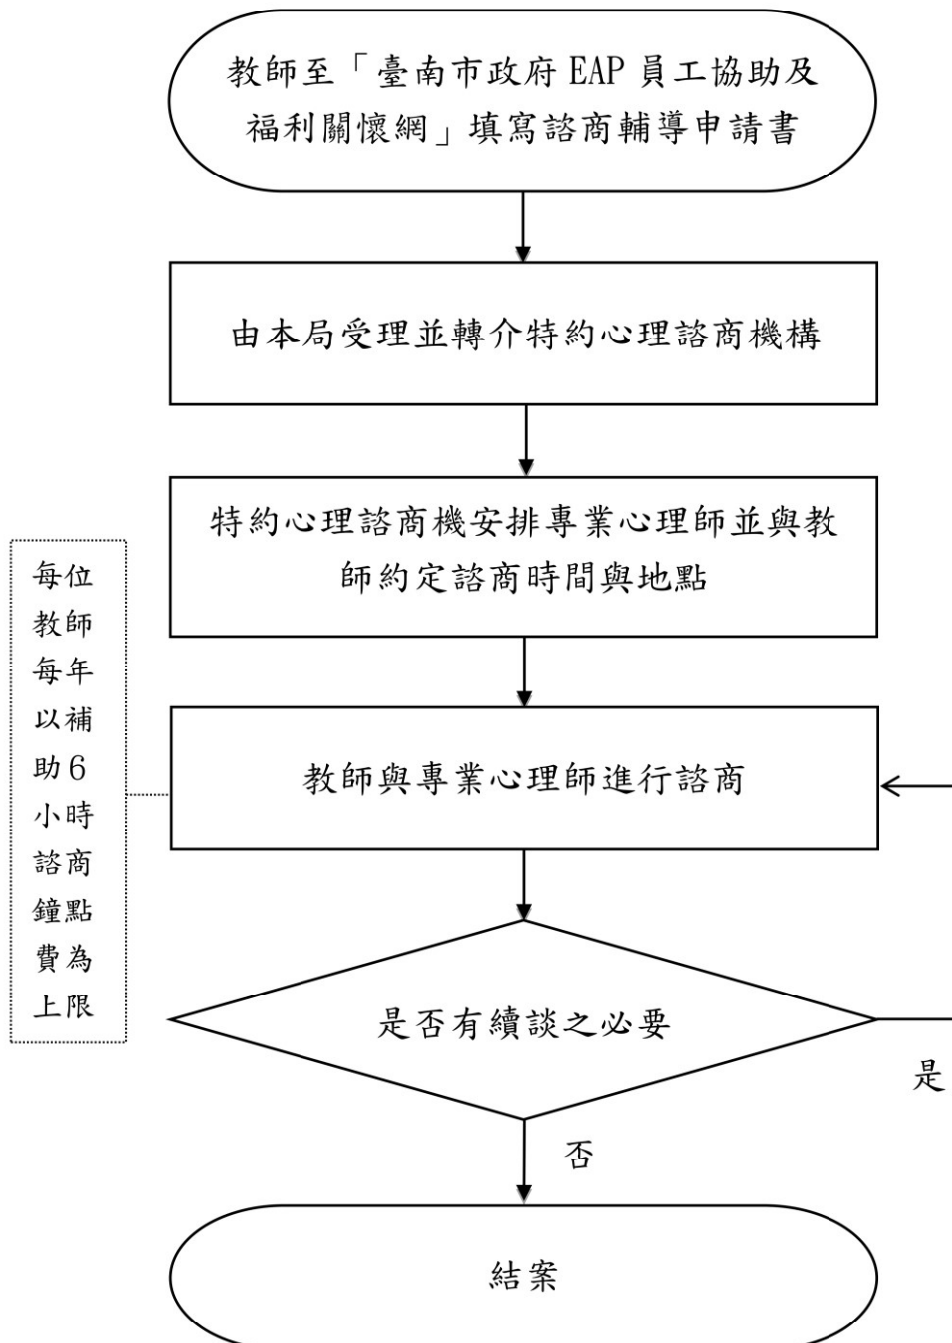 教師至「臺南市政府 EAP 員工協助及
福利關懷網」填寫諮商輔導申請書
由本局受理並轉介特約心理諮商機構
特約心理諮商機安排專業心理師並與教
師約定諮商時間與地點
每位
教師
每年
以補
助6
小時
諮商
鐘點
費為
上限
教師與專業心理師進行諮商
是否有續談之必要
是
否
結案